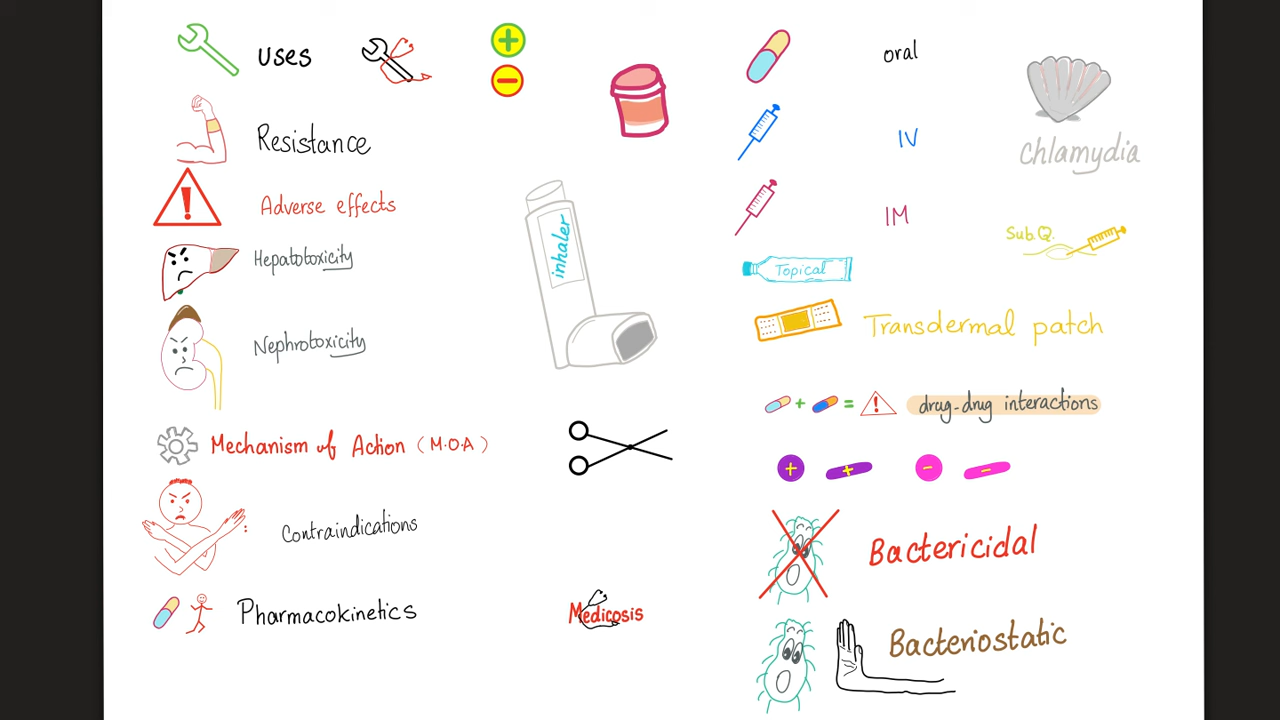 uses
Resistance
Adverse effects
Hepatotoxicity
Nephrotoxicity
Mechanism of Action (M.O.A)
Contraindications
Pharmacokinetics
inhaler
Medicosis
oral
IV
IM
Topical
Transdermal patch
chlamydia
Sub.Q.
+ = ! drug-drug interactions
+ + - -
Bactericidal
Bacteriostatic